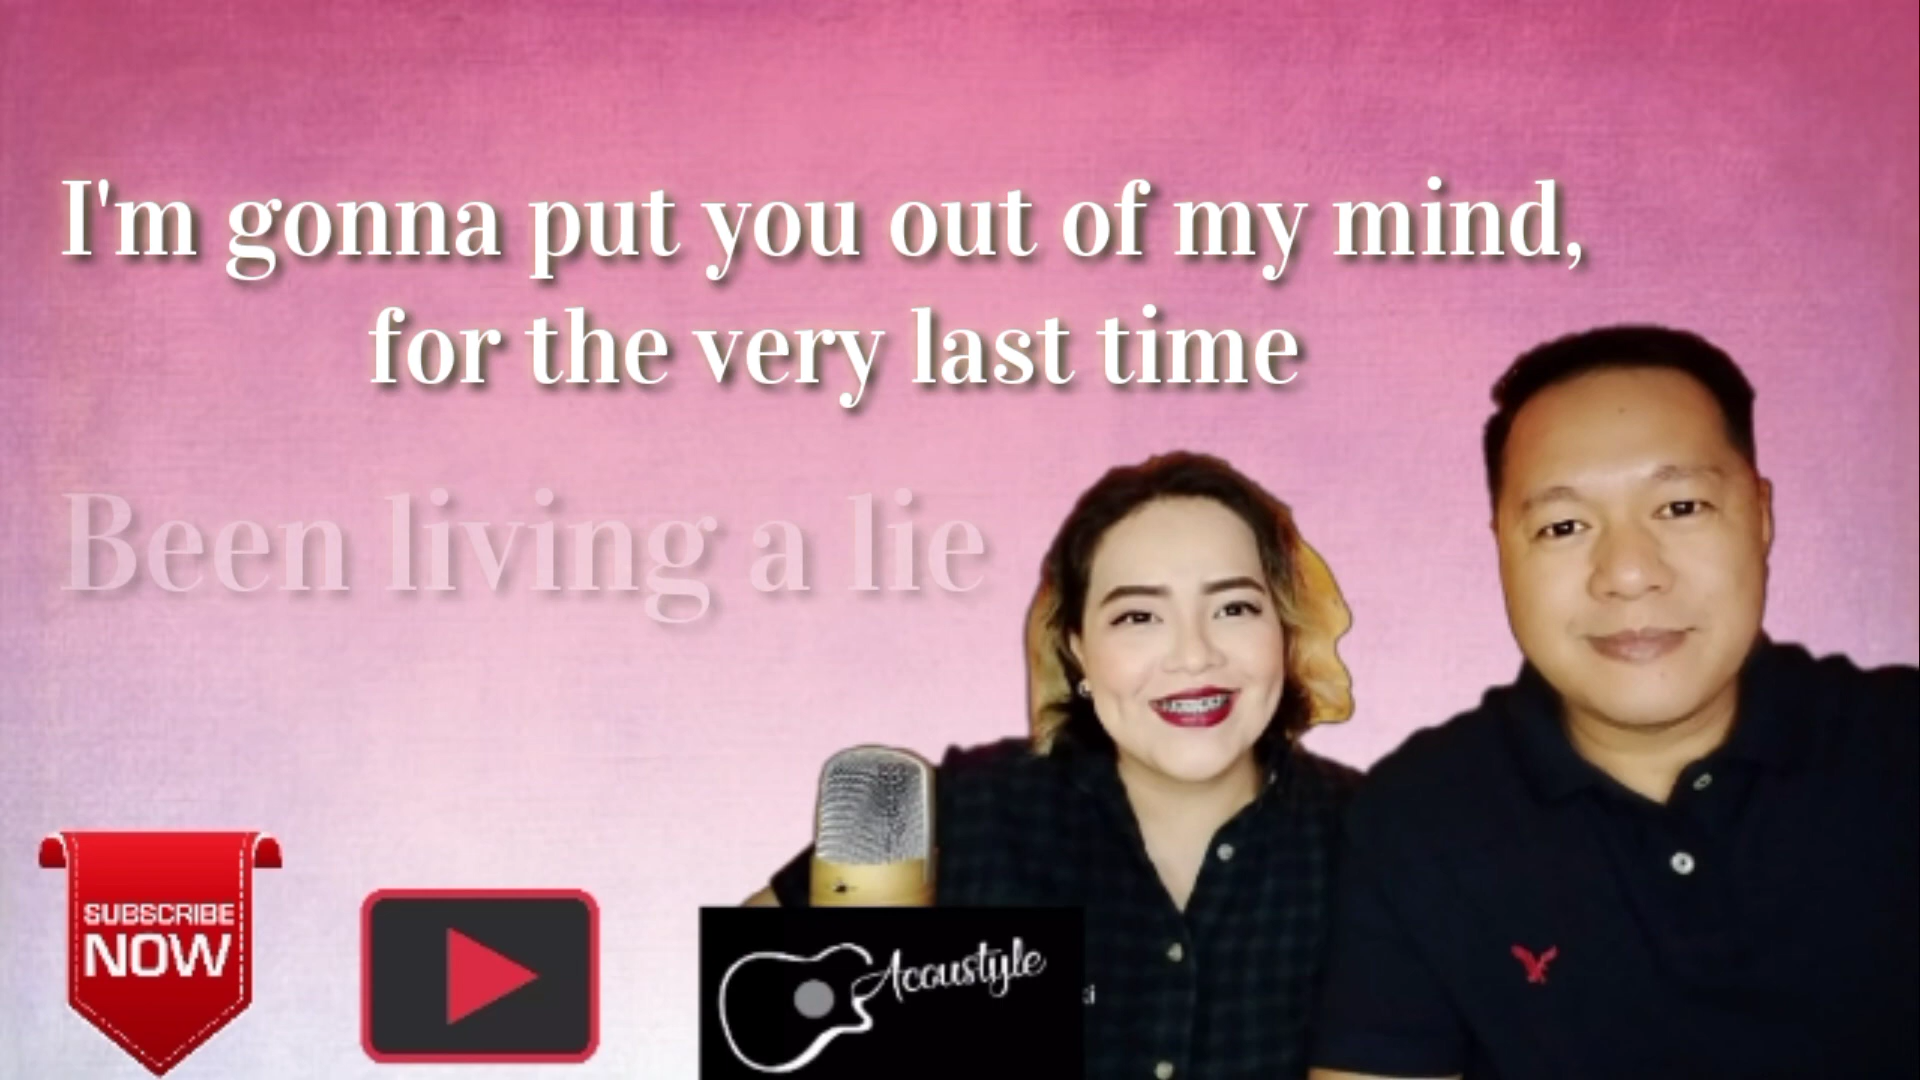 I'm gonna put you out of my mind,
for the very last time
Been living a lie
SUBSCRIBE
NOW
Acoustyle